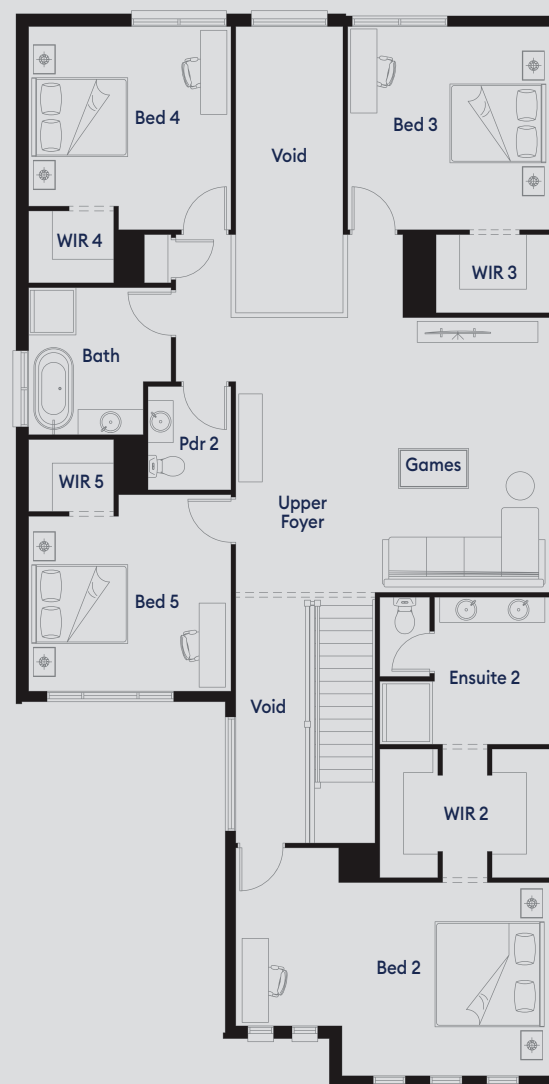 Bed 4
Void
Bed 3
WIR 4
WIR 3
Bath
Pdr 2
Games
WIR 5
Upper
Foyer
Bed 5
Ensuite 2
Void
WIR 2
Bed 2